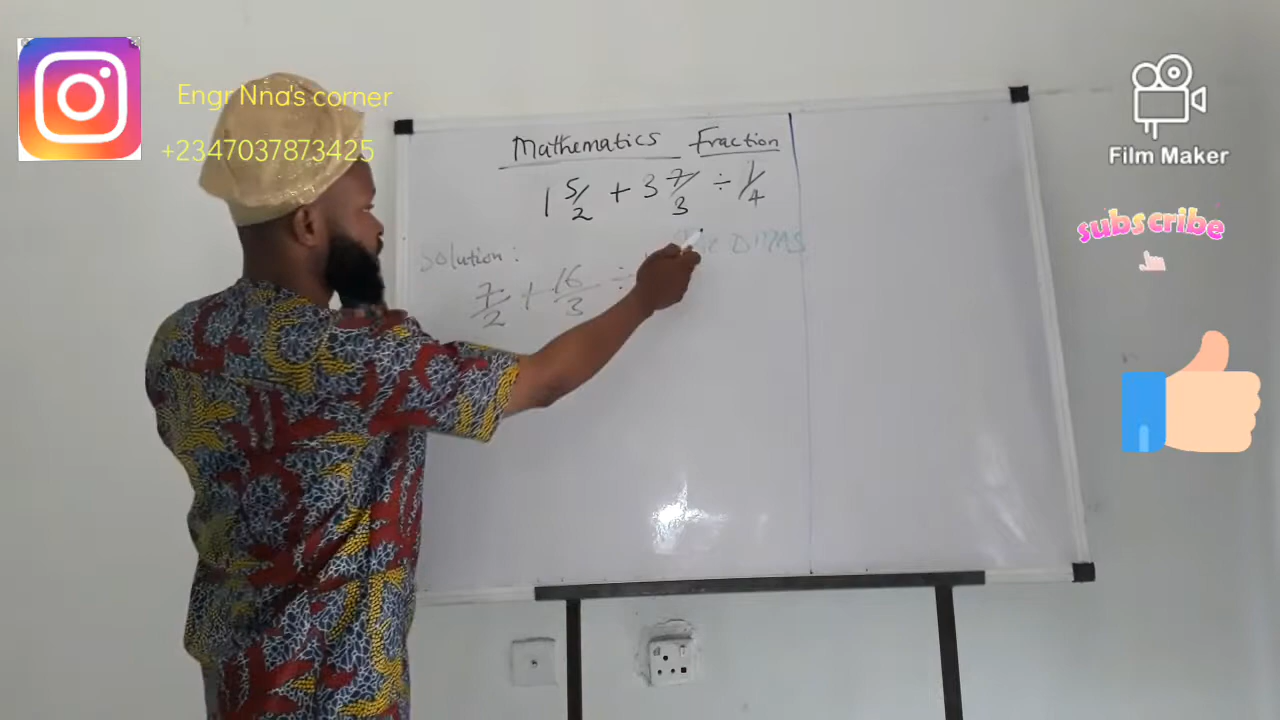 Engr Nna's corner
+2347037873425
Film Maker
subscribe
Mathematics Fraction
1 5/2 + 3 7/3 ÷ 1/4
DMAS
Solution:
7/2 + 16/3 ÷